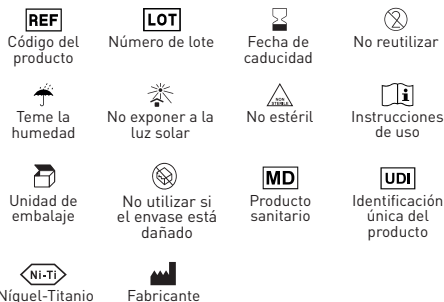 REF
LOT
2
Código del
producto
Número de lote
Fecha de
caducidad
No reutilizar
NON
STERILE
i
Teme la
humedad
No exponer a la
luz solar
No estéril
Instrucciones
de uso
MD
UDI
Unidad de
embalaje
No utilizar si
el envase está
dañado
Producto
sanitario
Identificación
única del
producto
Ni-Ti
Níquel-Titanio
Fabricante